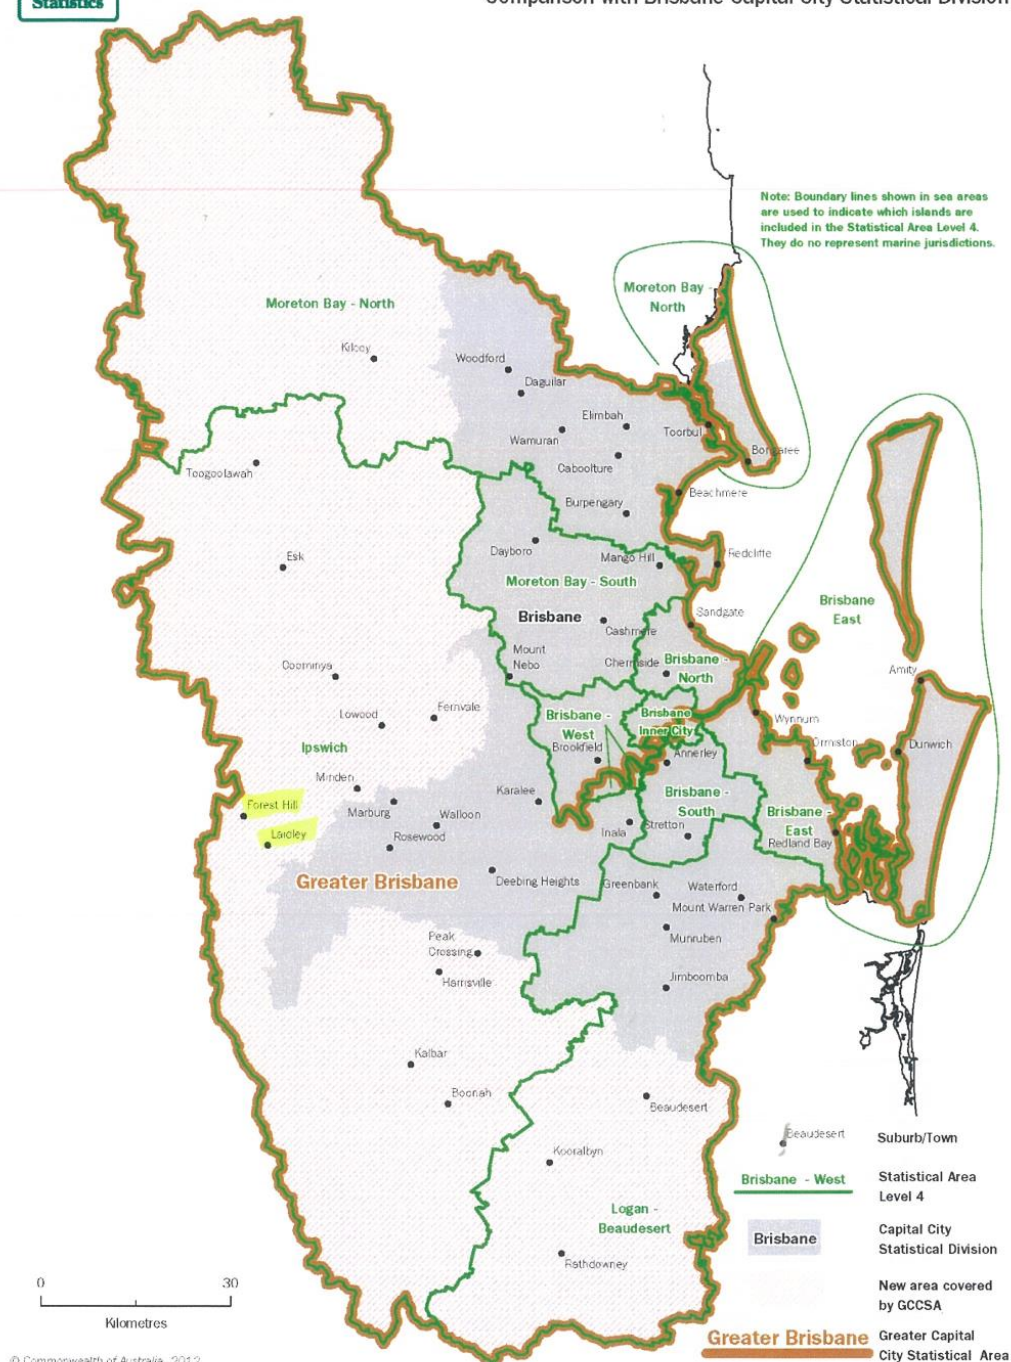 Statistics
Comparison with Brisbane Capital City Statistical Division
Note: Boundary lines shown in sea areas
are used to indicate which islands are
included in the Statistical Area Level 4.
They do no represent marine jurisdictions.
Moreton Bay -
North
Moreton Bay - North
Kilcoy
Woodford
Daguilar
Elimbah
Toorbul
Wamuran
Bongaree
Toogoolawah
Caboolture
Beachmere
Burpengary
Dayboro
Mango Hill
Redcliffe
Esk
Moreton Bay - South
Brisbane
East
Brisbane
Sandgate
Cashmere
Mount
Nebo
Chermside
Brisbane -
North
Coominya
Amity
Fernvale
Lowood
Brisbane -
West
Brisbane
Inner City
Wynnum
Ormiston
Dunwich
Ipswich
Brookfield
Annerley
Minden
Karalee
Brisbane -
South
Forest Hill
Marburg
Walloon
Brisbane -
East
Inala
Stretton
Laidley
Rosewood
Redland Bay
Greater Brisbane
Deebing Heights
Greenbank
Waterford
Mount Warren Park
Peak
Crossing
Munruben
Harrisville
Jimboomba
Kalbar
Boonah
Beaudesert
Kooralbyn
Logan -
Beaudesert
Rathdowney
Beaudesert
Suburb/Town
Brisbane - West
Statistical Area
Level 4
Brisbane
Capital City
Statistical Division
New area covered
by GCCSA
Greater Brisbane
Greater Capital
City Statistical Area
0
30
Kilometres
© Commonwealth of Australia, 2012